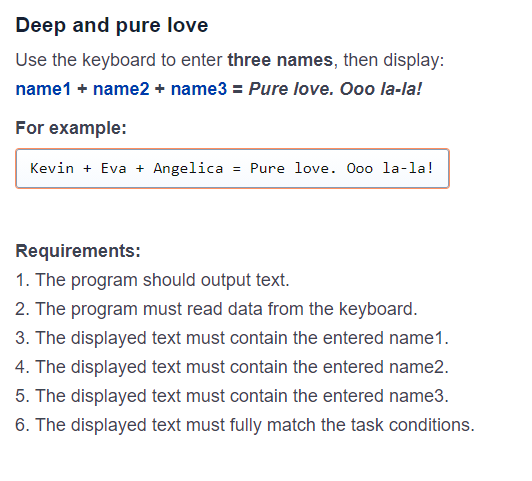 Deep and pure love
Use the keyboard to enter three names, then display:
name1 + name2 + name3 = Pure love. Ooo la-la!
For example:
Kevin + Eva + Angelica = Pure love. Ooo la-la!
Requirements:
1. The program should output text.
2. The program must read data from the keyboard.
3. The displayed text must contain the entered name1.
4. The displayed text must contain the entered name2.
5. The displayed text must contain the entered name3.
6. The displayed text must fully match the task conditions.